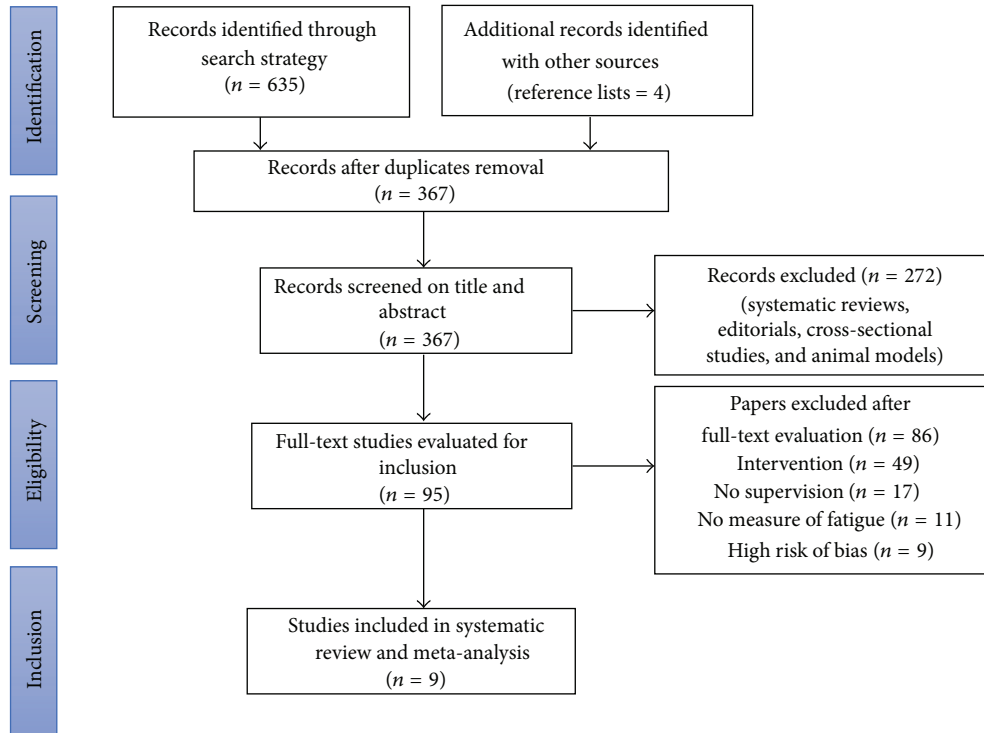 Identification
Records identified through
search strategy
(n = 635)
Additional records identified
with other sources
(reference lists = 4)
Records after duplicates removal
(n = 367)
Screening
Records screened on title and
abstract
(n = 367)
Records excluded (n = 272)
(systematic reviews,
editorials, cross-sectional
studies, and animal models)
Eligibility
Full-text studies evaluated for
inclusion
(n = 95)
Papers excluded after
full-text evaluation (n = 86)
Intervention (n = 49)
No supervision (n = 17)
No measure of fatigue (n = 11)
High risk of bias (n = 9)
Inclusion
Studies included in systematic
review and meta-analysis
(n = 9)